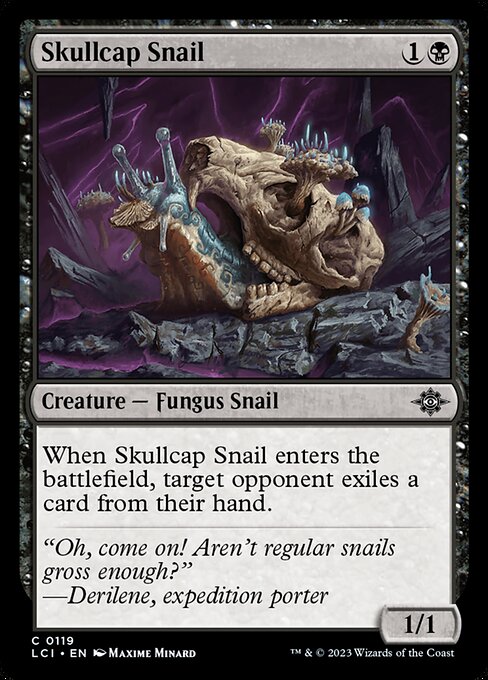 Skullcap Snail 1
Creature — Fungus Snail
When Skullcap Snail enters the
battlefield, target opponent exiles a
card from their hand.
“Oh, come on! Aren’t regular snails
gross enough?”
—Derilene, expedition porter
1/1
C 0119
LCI • EN Maxime Minard
™ & © 2023 Wizards of the Coast